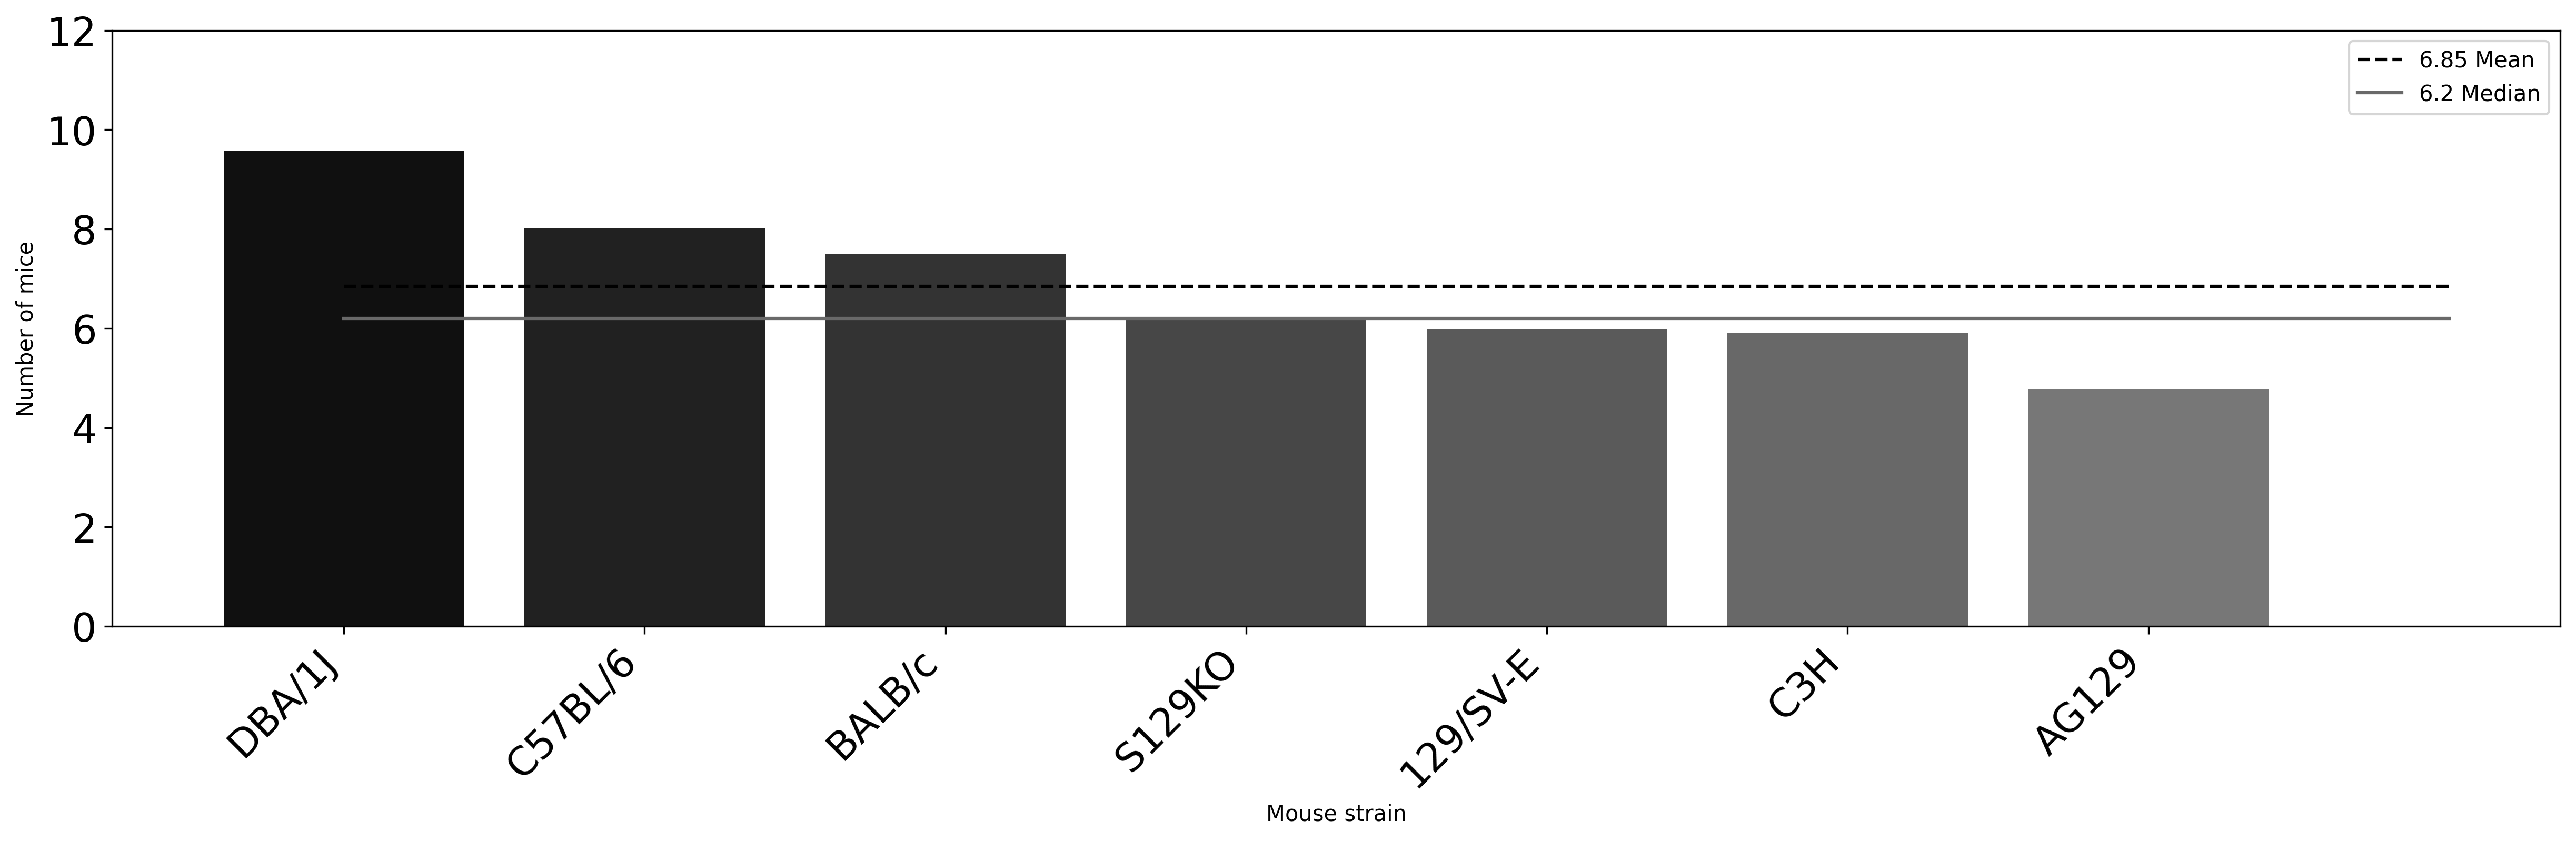 12
10
8
6
4
2
0
Number of mice
6.85 Mean
6.2 Median
DBA/1J
C57BL/6
BALB/c
S129KO
129/SV-E
C3H
AG129
Mouse strain